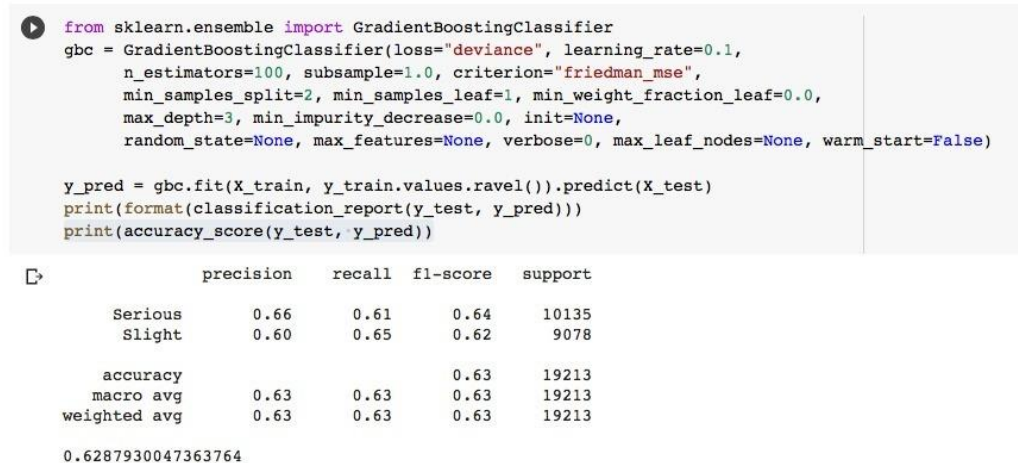 from sklearn.ensemble import GradientBoostingClassifier
gbc = GradientBoostingClassifier(loss="deviance", learning_rate=0.1,
n_estimators=100, subsample=1.0, criterion="friedman_mse",
min_samples_split=2, min_samples_leaf=1, min_weight_fraction_leaf=0.0,
max_depth=3, min_impurity_decrease=0.0, init=None,
random_state=None, max_features=None, verbose=0, max_leaf_nodes=None, warm_start=False)
y_pred = gbc.fit(X_train, y_train.values.ravel()).predict(X_test)
print(format(classification_report(y_test, y_pred)))
print(accuracy_score(y_test, y_pred))
precision recall f1-score support
Serious 0.66 0.61 0.64 10135
Slight 0.60 0.65 0.62 9078
accuracy 0.63 19213
macro avg 0.63 0.63 0.63 19213
weighted avg 0.63 0.63 0.63 19213
0.6287930047363764